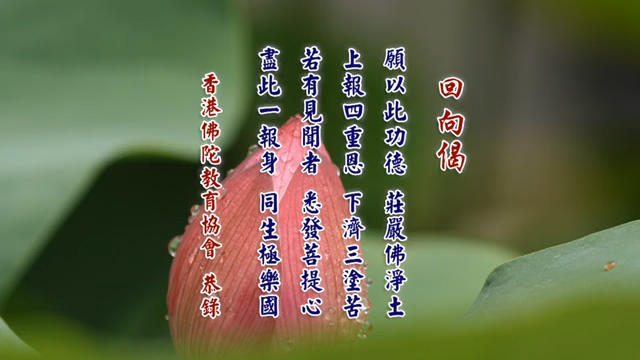 回向偈
願以此功德 莊嚴佛淨土
上報四重恩 下濟三塗苦
若有見聞者 悉發菩提心
盡此一報身 同生極樂國
香港佛陀教育協會 恭錄